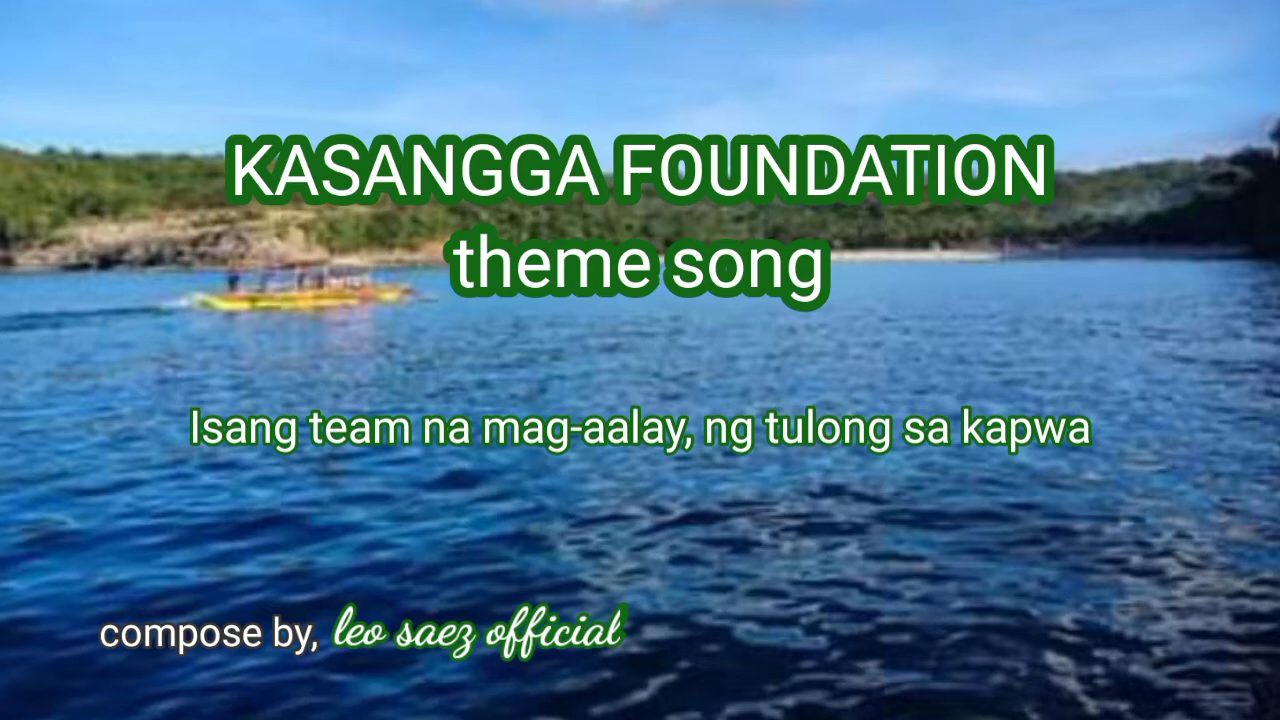 KASANGGA FOUNDATION
theme song
Isang team na mag-aalay, ng tulong sa kapwa
compose by, leo saez official